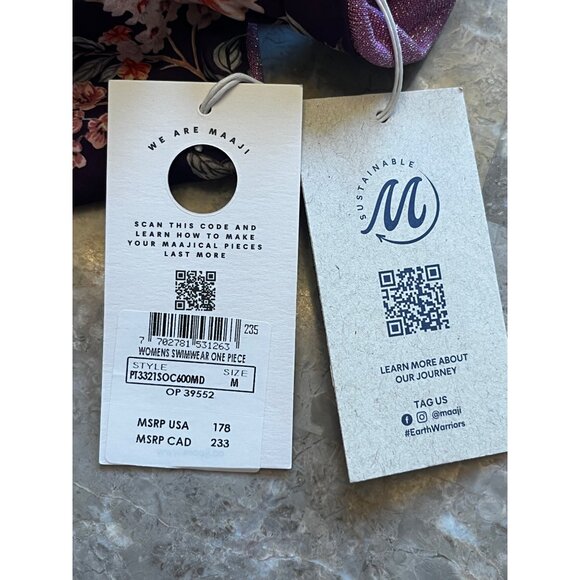 WE ARE MAAJI
SCAN THIS CODE AND
LEARN HOW TO MAKE
YOUR MAAJICAL PIECES
LAST MORE
235
7 702781 531263
WOMENS SWIMWEAR ONE PIECE
STYLE SIZE
PT3321SOC600MD M
OP 39552
MSRP USA 178
MSRP CAD 233
SUSTAINABLE
M
LEARN MORE ABOUT
OUR JOURNEY
TAG US
@maaji
#EarthWarriors